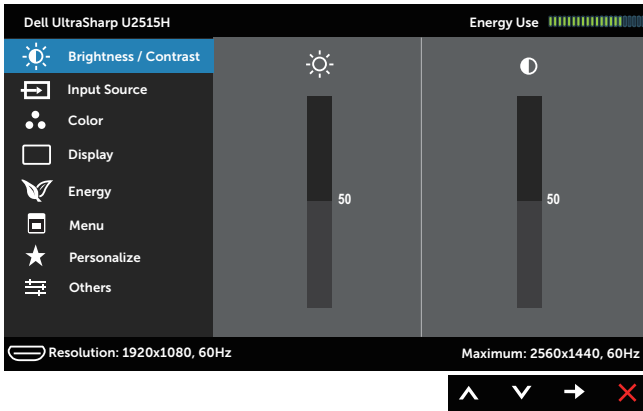 Dell UltraSharp U2515H
Energy Use
Brightness / Contrast
Input Source
Color
Display
Energy
Menu
Personalize
Others
50
50
Resolution: 1920x1080, 60Hz
Maximum: 2560x1440, 60Hz